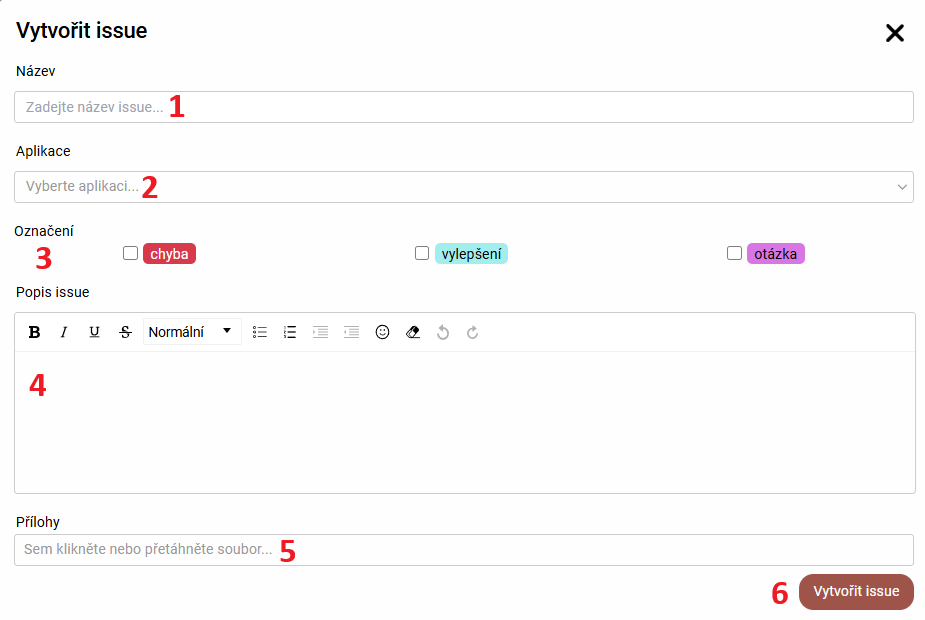 Vytvořit issue
Název
Zadejte název issue... 1
Aplikace
Vyberte aplikaci... 2
Označení
3 chyba vylepšení otázka
Popis issue
B I U S Normální
4
Přílohy
Sem klikněte nebo přetáhněte soubor... 5
6 Vytvořit issue